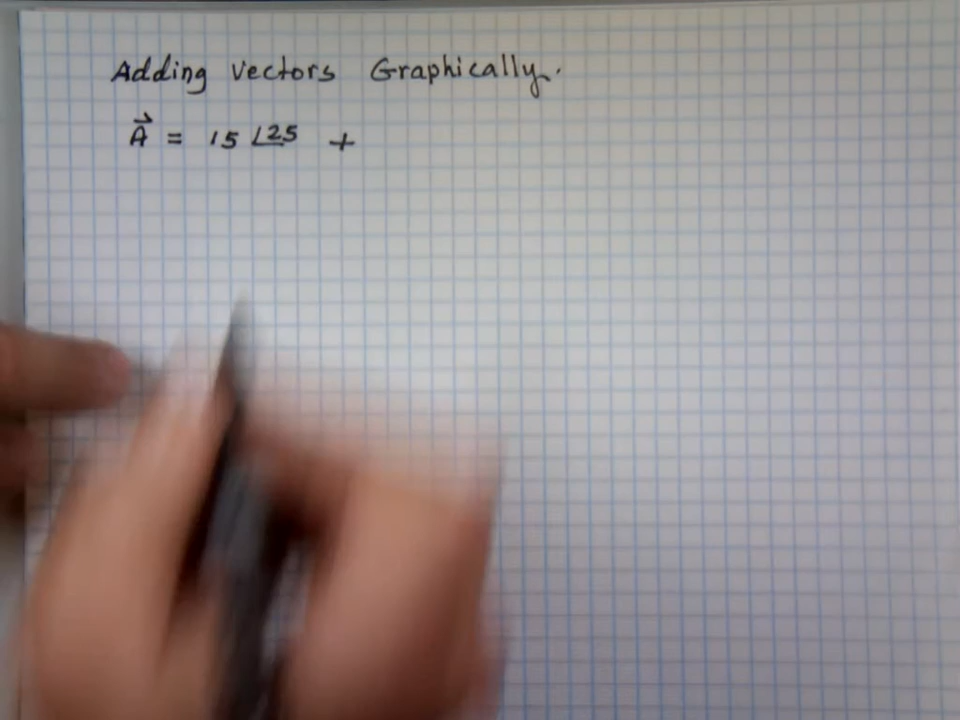 Adding Vectors Graphically.
A⃗ = 15 ∠25 +